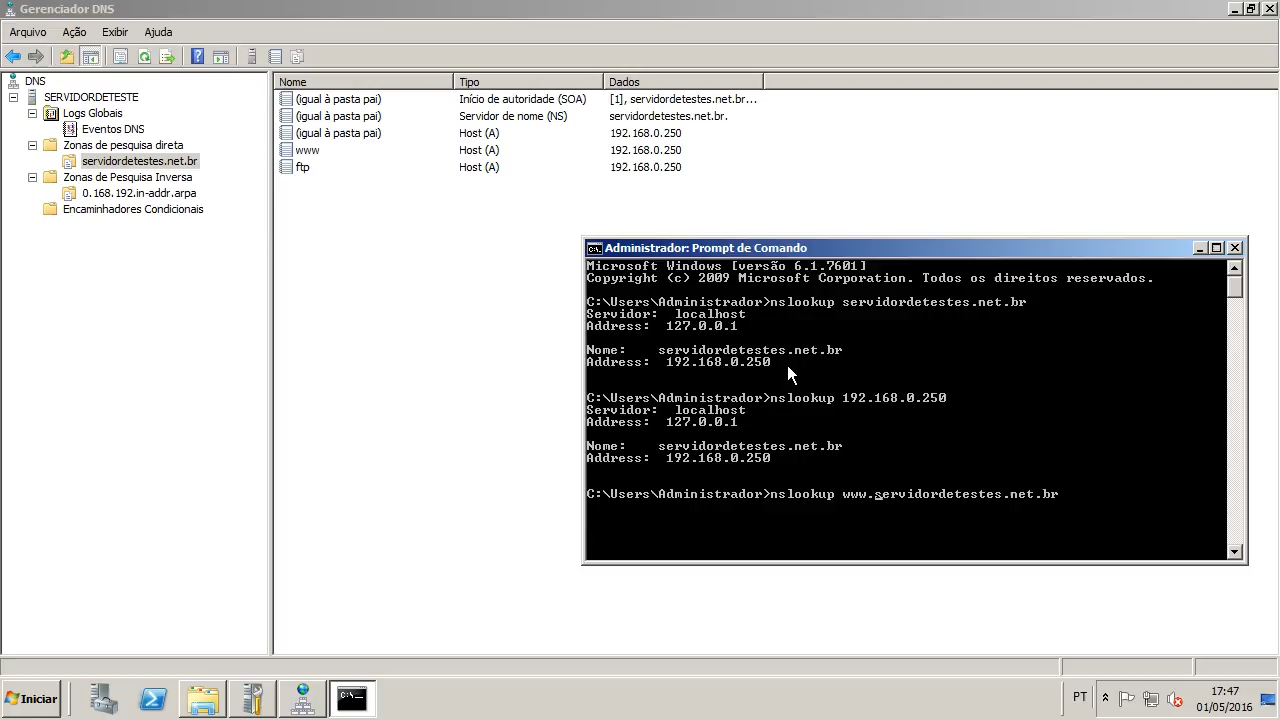 Gerenciador DNS
Arquivo Ação Exibir Ajuda
DNS
SERVIDORDETESTE
Logs Globais
Eventos DNS
Zonas de pesquisa direta
servidordetestes.net.br
Zonas de Pesquisa Inversa
0.168.192.in-addr.arpa
Encaminhadores Condicionais
Nome Tipo Dados
(igual à pasta pai) Início de autoridade (SOA) [1], servidordetestes.net.br...
(igual à pasta pai) Servidor de nome (NS) servidordetestes.net.br.
(igual à pasta pai) Host (A) 192.168.0.250
www Host (A) 192.168.0.250
ftp Host (A) 192.168.0.250
Administrador: Prompt de Comando
Microsoft Windows [versão 6.1.7601]
Copyright (c) 2009 Microsoft Corporation. Todos os direitos reservados.
C:\Users\Administrador>nslookup servidordetestes.net.br
Servidor: localhost
Address: 127.0.0.1
Nome: servidordetestes.net.br
Address: 192.168.0.250
C:\Users\Administrador>nslookup 192.168.0.250
Servidor: localhost
Address: 127.0.0.1
Nome: servidordetestes.net.br
Address: 192.168.0.250
C:\Users\Administrador>nslookup www.servidordetestes.net.br
Iniciar
PT
17:47
01/05/2016